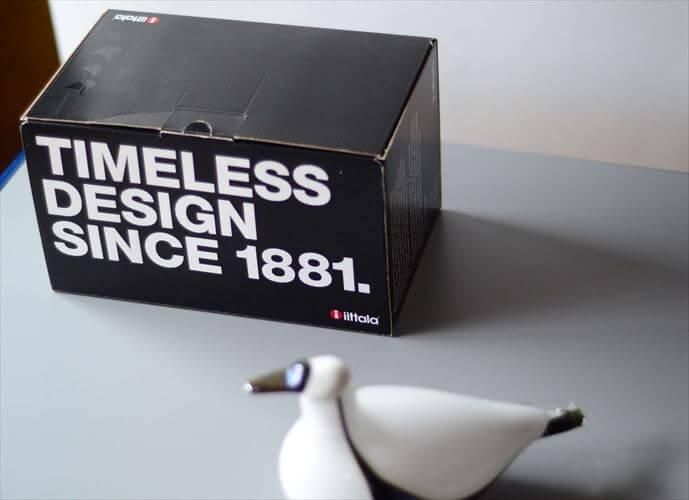 iittala
TIMELESS
DESIGN
SINCE 1881.
iittala